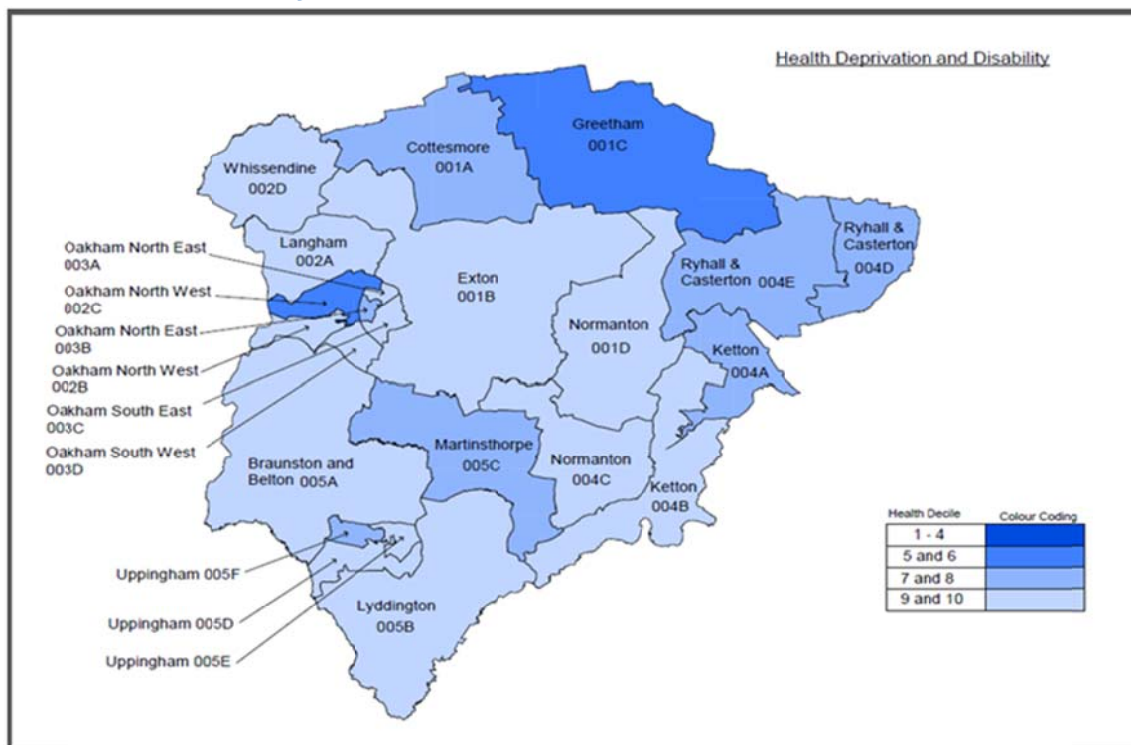 Health Deprivation and Disability
Greetham
001C
Cottesmore
001A
Whissendine
002D
Ryhall &
Casterton
004D
Oakham North East
003A
Langham
002A
Ryhall &
Casterton 004E
Exton
001B
Oakham North West
002C
Normanton
001D
Oakham North East
003B
Ketton
004A
Oakham North West
002B
Oakham South East
003C
Oakham South West
003D
Martinsthorpe
005C
Normanton
004C
Braunston and
Belton 005A
Ketton
004B
Health Decile Colour Coding
1 - 4
5 and 6
7 and 8
9 and 10
Uppingham 005F
Lyddington
005B
Uppingham 005D
Uppingham 005E